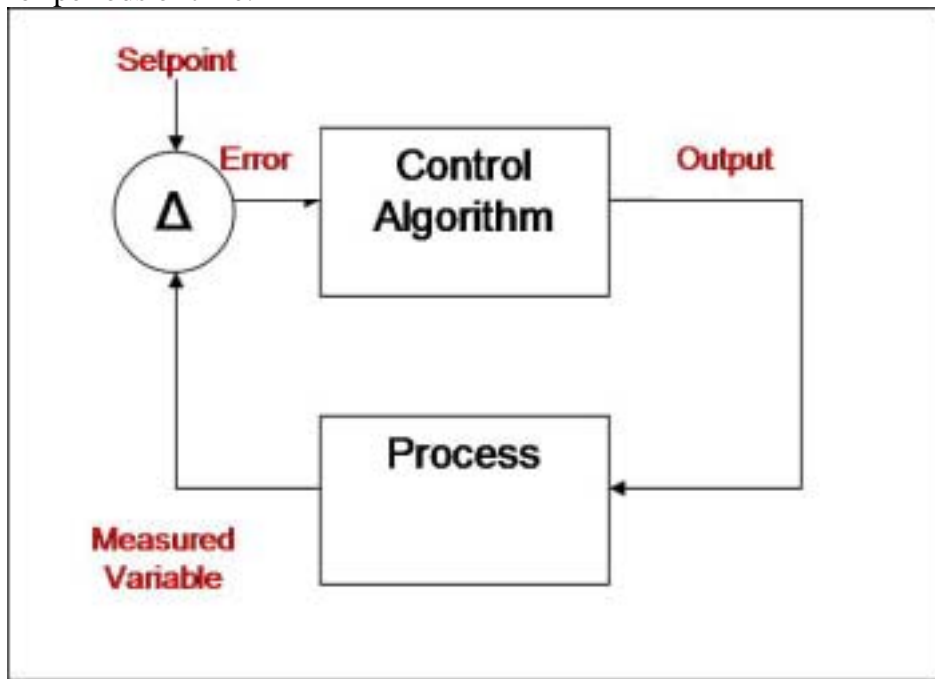 Setpoint
Error
Control
Algorithm
Output
Δ
Process
Measured
Variable